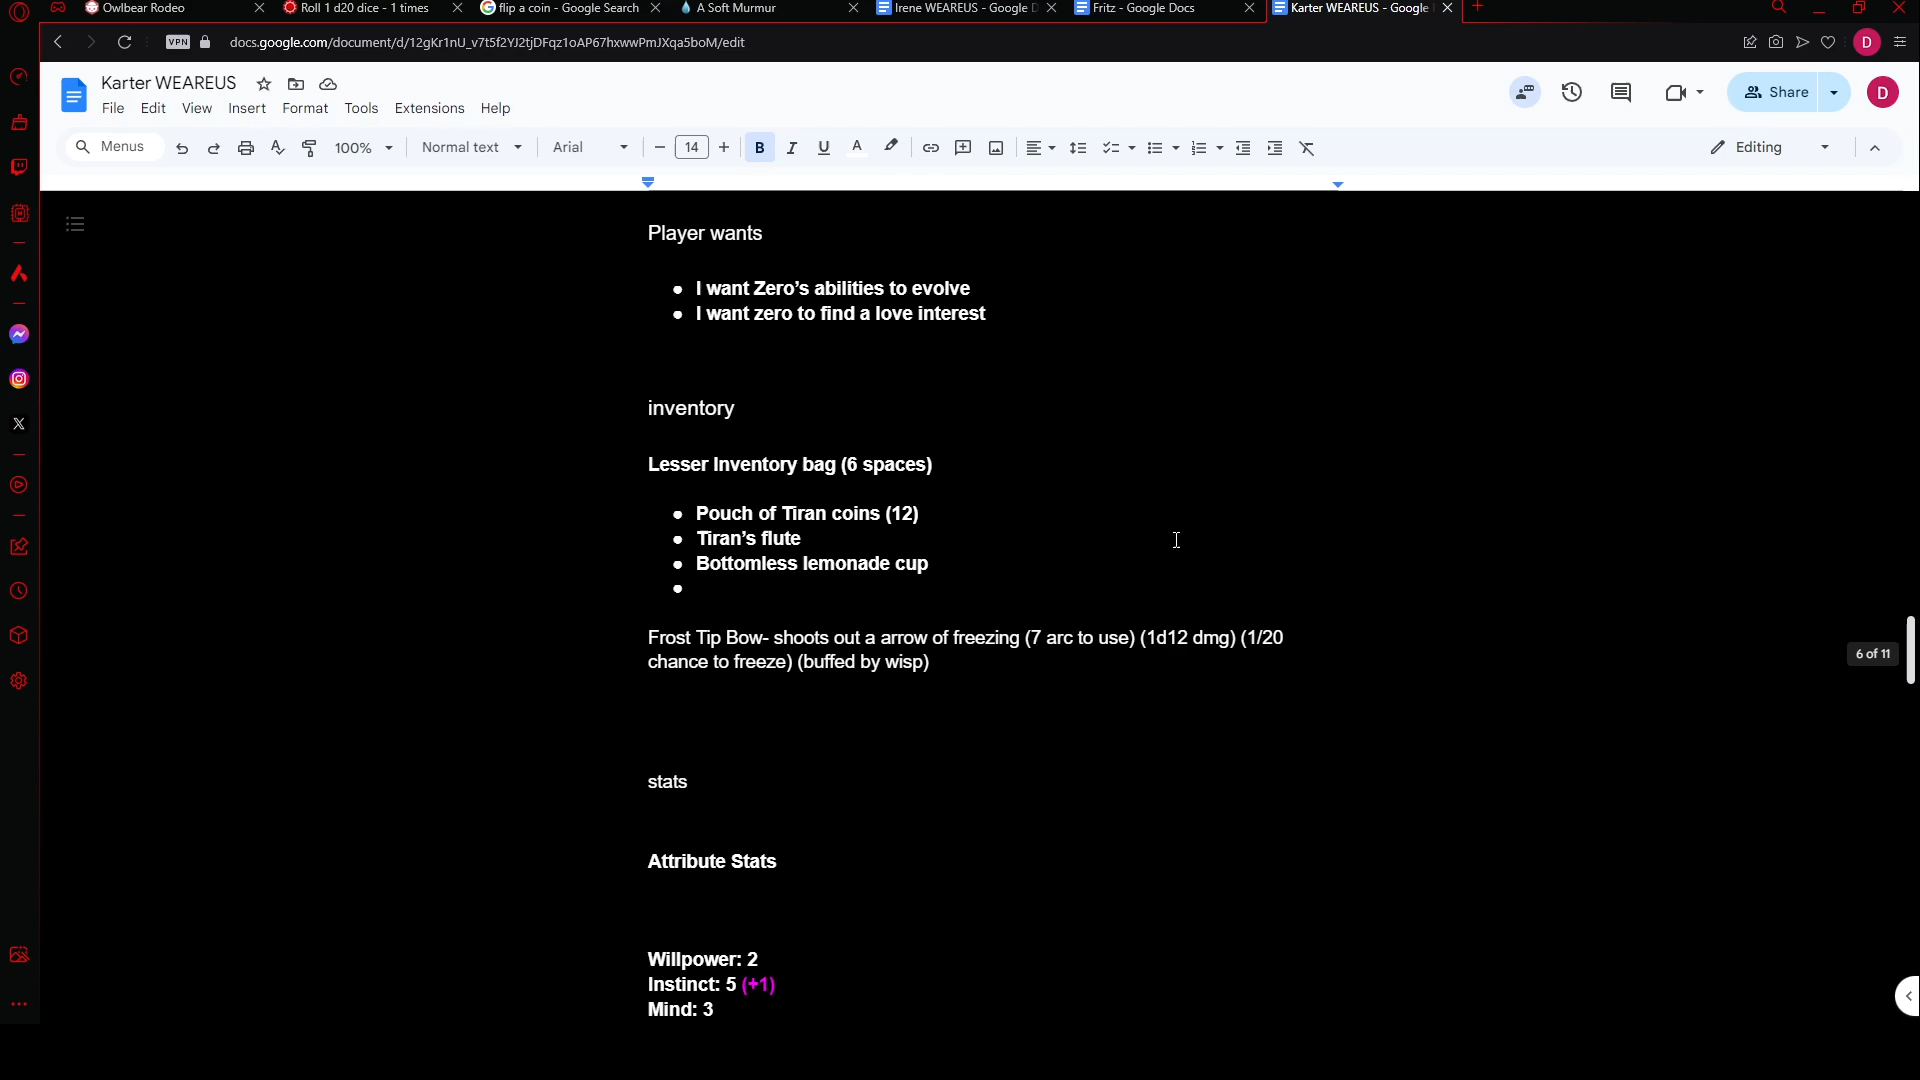 Owlbear Rodeo
Roll 1 d20 dice - 1 times
flip a coin - Google Search
A Soft Murmur
Irene WEAREUS - Google D
Fritz - Google Docs
Karter WEAREUS - Google
VPN
docs.google.com/document/d/12gKr1nU_v7t5f2YJ2tjDFqz1oAP67hxwwPmJXqa5boM/edit
D
Karter WEAREUS
File Edit View Insert Format Tools Extensions Help
Share
D
Menus
100%
Normal text
Arial
14
B
I
U
A
Editing
Player wants
● I want Zero’s abilities to evolve
● I want zero to find a love interest
inventory
Lesser Inventory bag (6 spaces)
● Pouch of Tiran coins (12)
● Tiran’s flute
● Bottomless lemonade cup
●
Frost Tip Bow- shoots out a arrow of freezing (7 arc to use) (1d12 dmg) (1/20
chance to freeze) (buffed by wisp)
6 of 11
stats
Attribute Stats
Willpower: 2
Instinct: 5 (+1)
Mind: 3